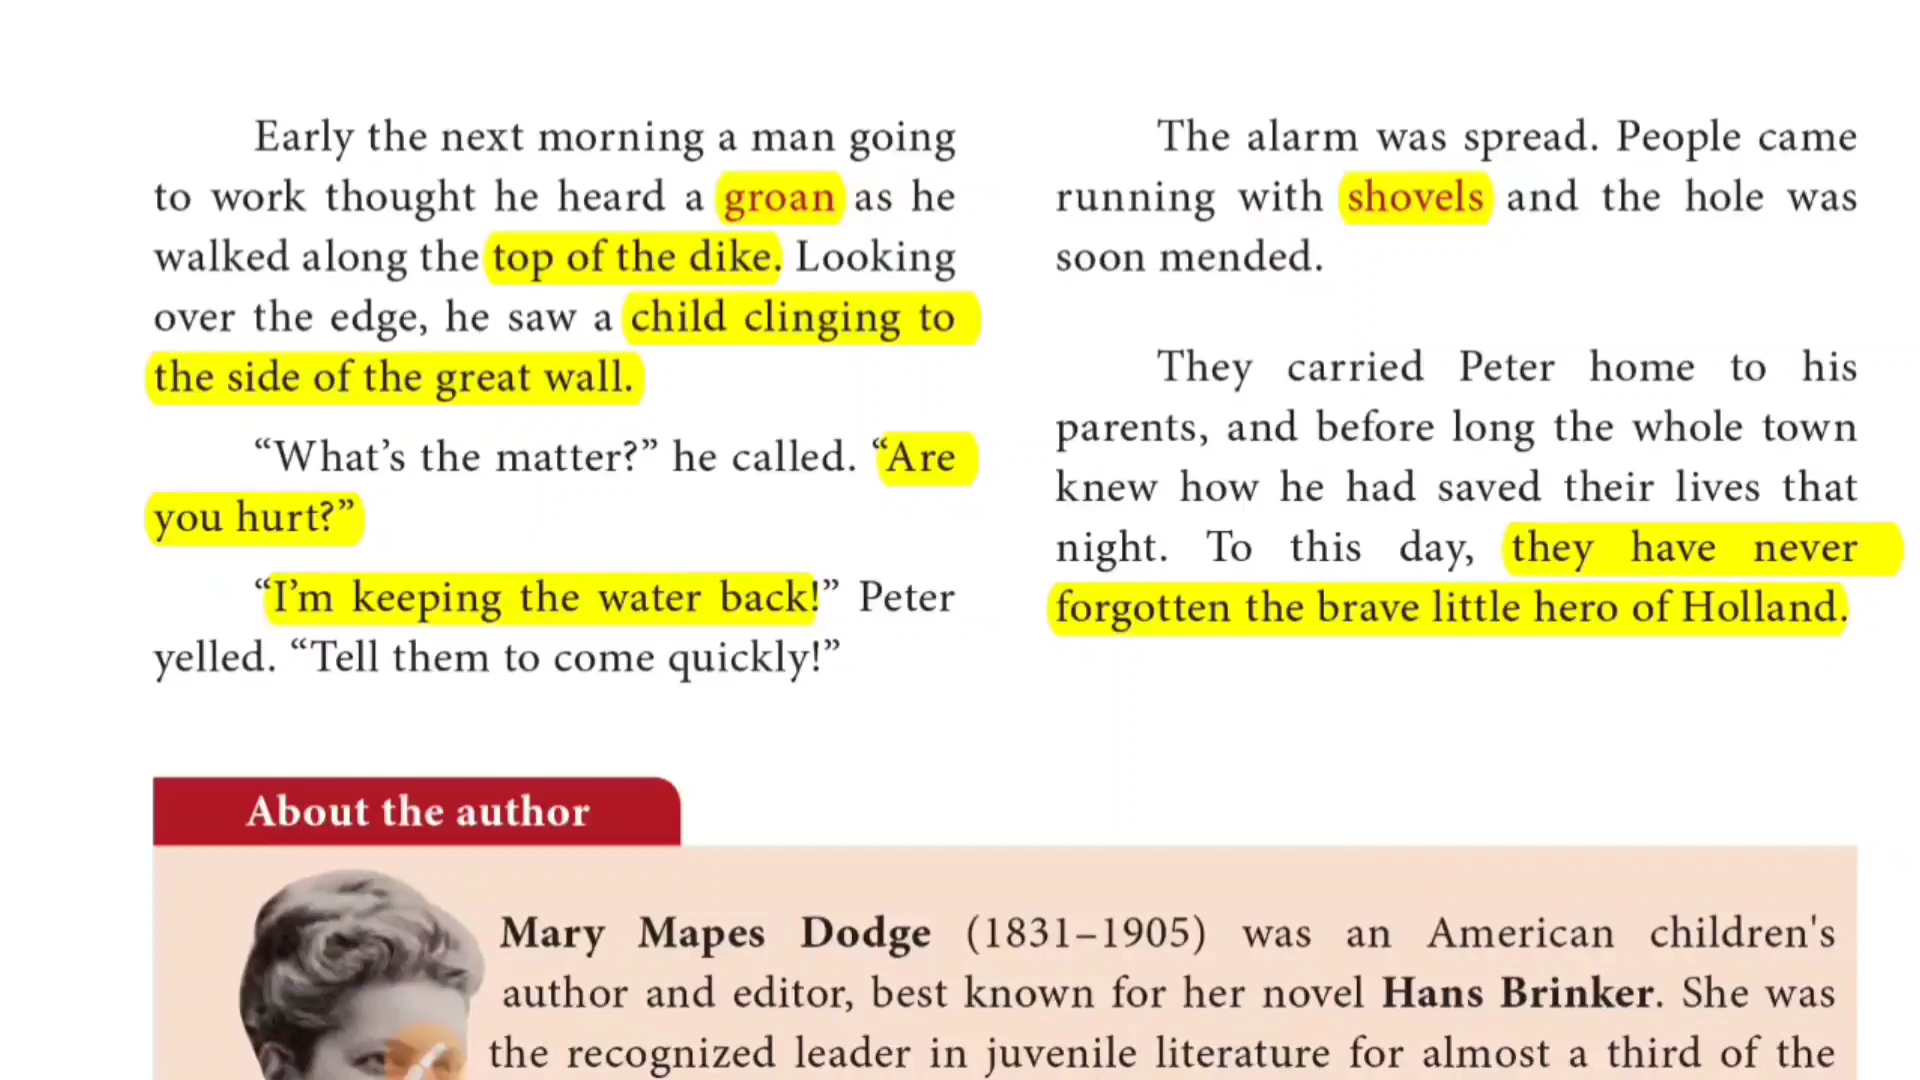 Early the next morning a man going
to work thought he heard a groan as he
walked along the top of the dike. Looking
over the edge, he saw a child clinging to
the side of the great wall.
“What’s the matter?” he called. “Are
you hurt?”
“I’m keeping the water back!” Peter
yelled. “Tell them to come quickly!”
The alarm was spread. People came
running with shovels and the hole was
soon mended.
They carried Peter home to his
parents, and before long the whole town
knew how he had saved their lives that
night. To this day, they have never
forgotten the brave little hero of Holland.
About the author
Mary Mapes Dodge (1831–1905) was an American children's
author and editor, best known for her novel Hans Brinker. She was
the recognized leader in juvenile literature for almost a third of the